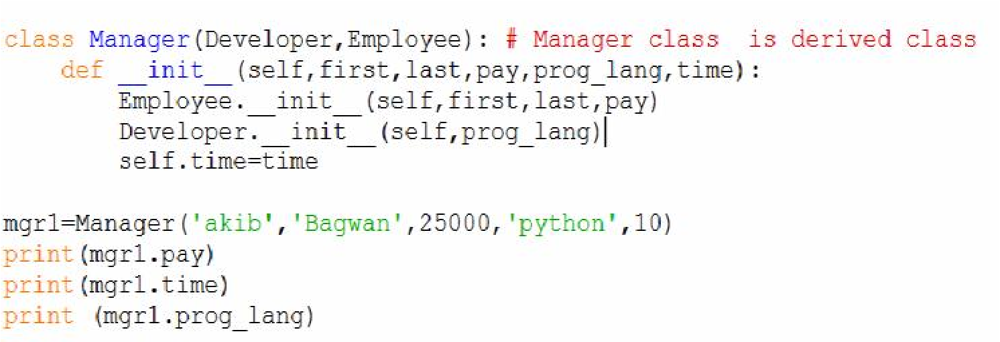 class Manager(Developer,Employee): # Manager class  is derived class
    def __init__(self,first,last,pay,prog_lang,time):
        Employee.__init__(self,first,last,pay)
        Developer.__init__(self,prog_lang)
        self.time=time
mgr1=Manager('akib','Bagwan',25000,'python',10)
print(mgr1.pay)
print(mgr1.time)
print (mgr1.prog_lang)